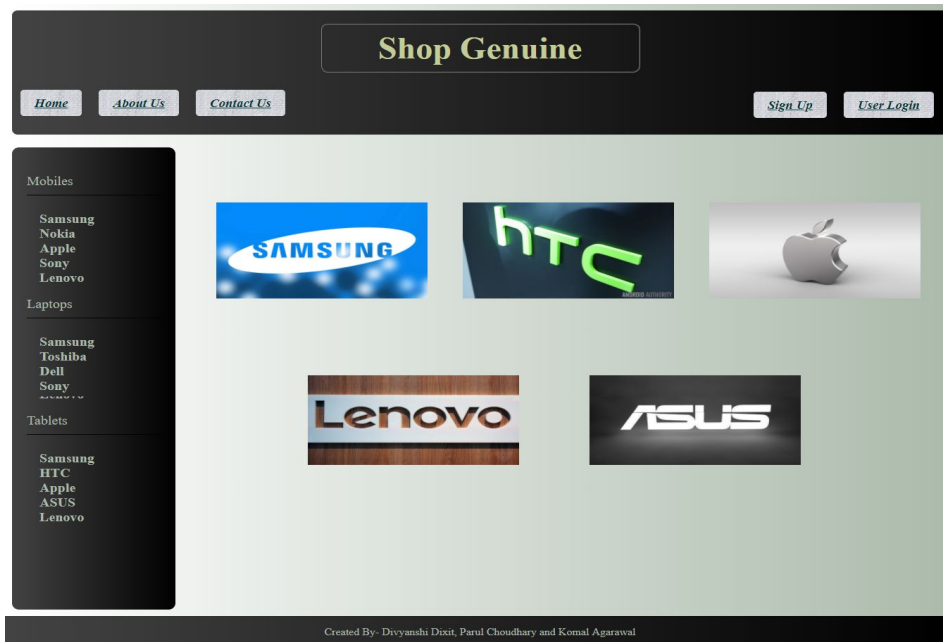 Shop Genuine
Home About Us Contact Us Sign Up User Login
Mobiles
Samsung
Nokia
Apple
Sony
Lenovo
Laptops
Samsung
Toshiba
Dell
Sony
Tablets
Samsung
HTC
Apple
ASUS
Lenovo
SAMSUNG
hTC
ANDROID AUTHORITY
Lenovo
ASUS
Created By- Divyanshi Dixit, Parul Choudhary and Komal Agarawal